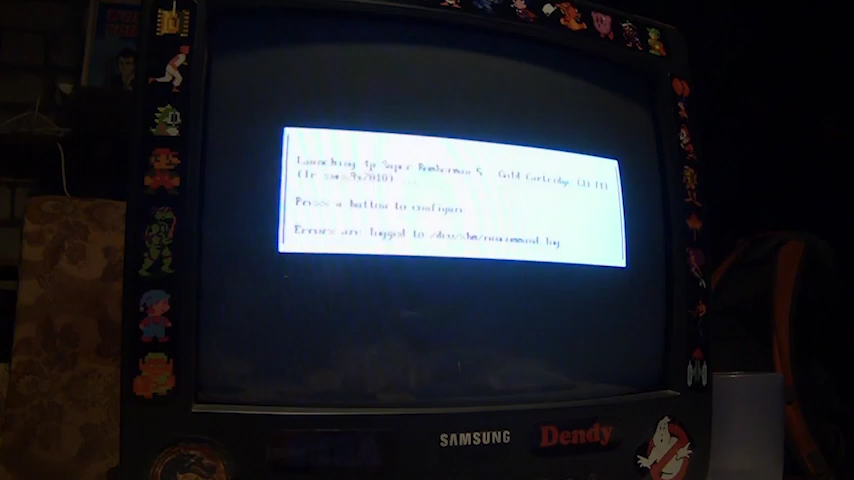 Launching lr Super Bomberman 5 Gold Cartridge (J)
(lr snes9x2010)
Press a button to configure
Errors are logged to /dev/shm/runcommand.log
SAMSUNG
Dendy